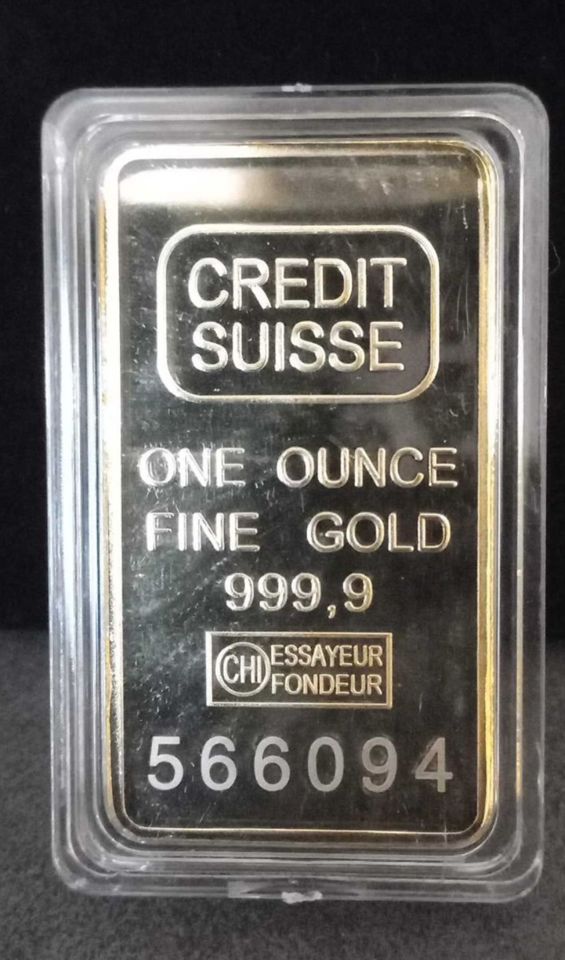 CREDIT
SUISSE
ONE OUNCE
FINE GOLD
999,9
CHI ESSAYEUR
FONDEUR
566094